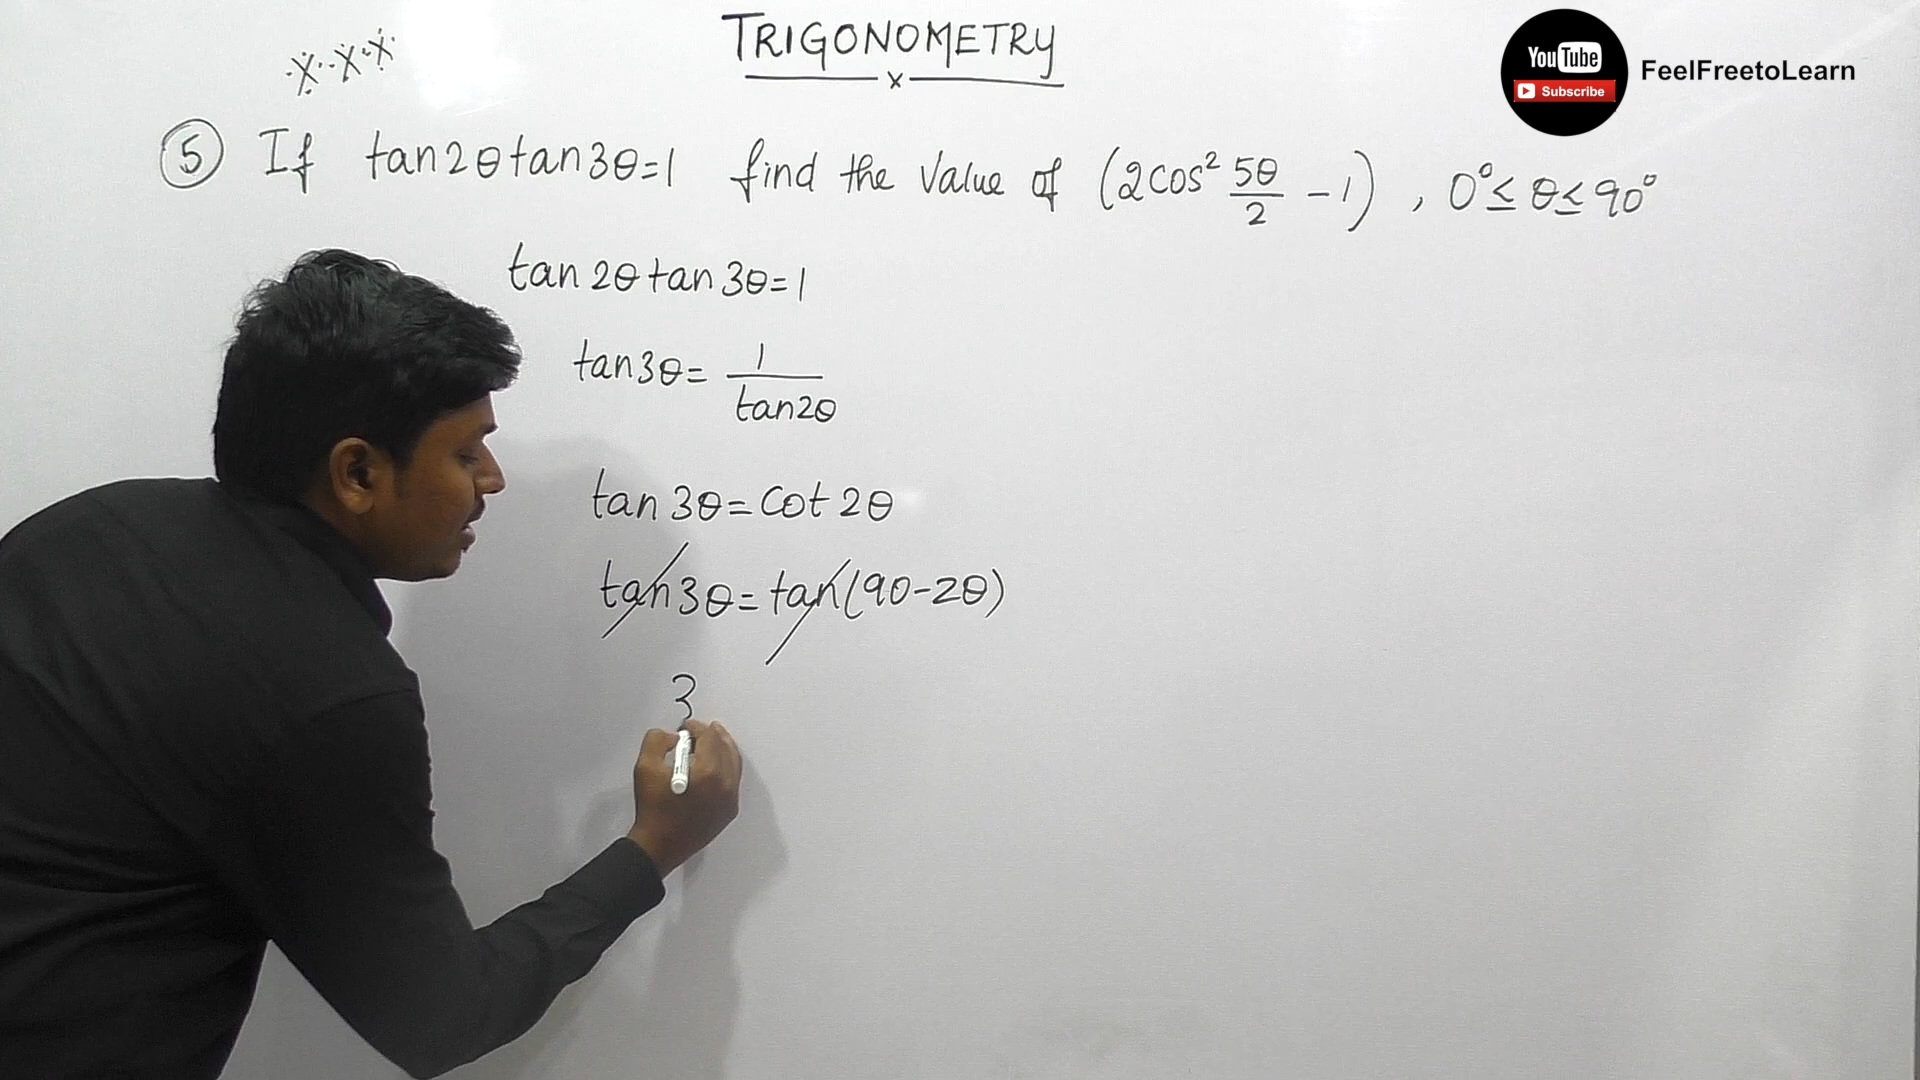 TRIGONOMETRY
x
YouTube
Subscribe
FeelFreetoLearn
⑤ If tan2θtan3θ=1 find the Value of (2cos² 5θ/2 - 1) , 0°≤ θ≤ 90°
tan 2θ tan 3θ=1
tan3θ= 1/tan2θ
tan 3θ=Cot 2θ
tan3θ=tan(90-2θ)
3